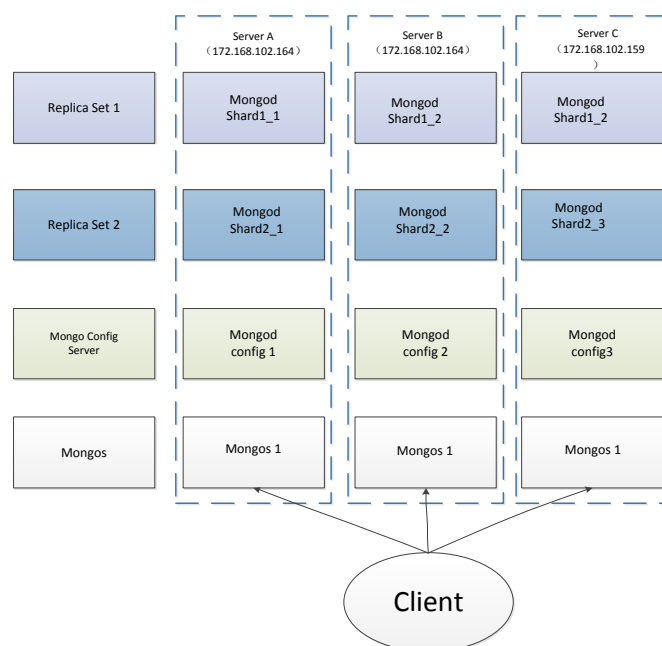 Server A
（172.168.102.164）
Server B
（172.168.102.164）
Server C
（172.168.102.159
）
Replica Set 1
Mongod
Shard1_1
Mongod
Shard1_2
Mongod
Shard1_2
Replica Set 2
Mongod
Shard2_1
Mongod
Shard2_2
Mongod
Shard2_3
Mongo Config
Server
Mongod
config 1
Mongod
config 2
Mongod
config3
Mongos
Mongos 1
Mongos 1
Mongos 1
Client